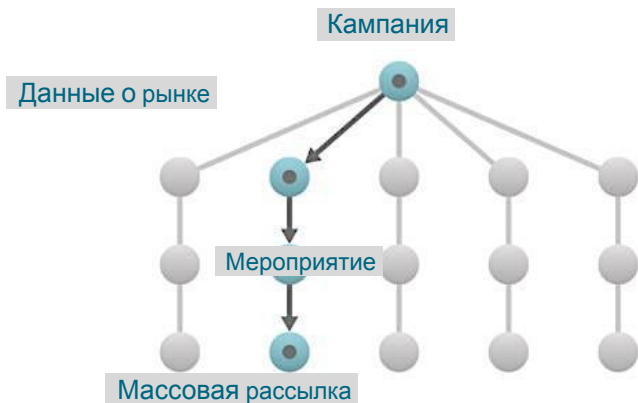 Кампания
Данные о рынке
Мероприятие
Массовая рассылка